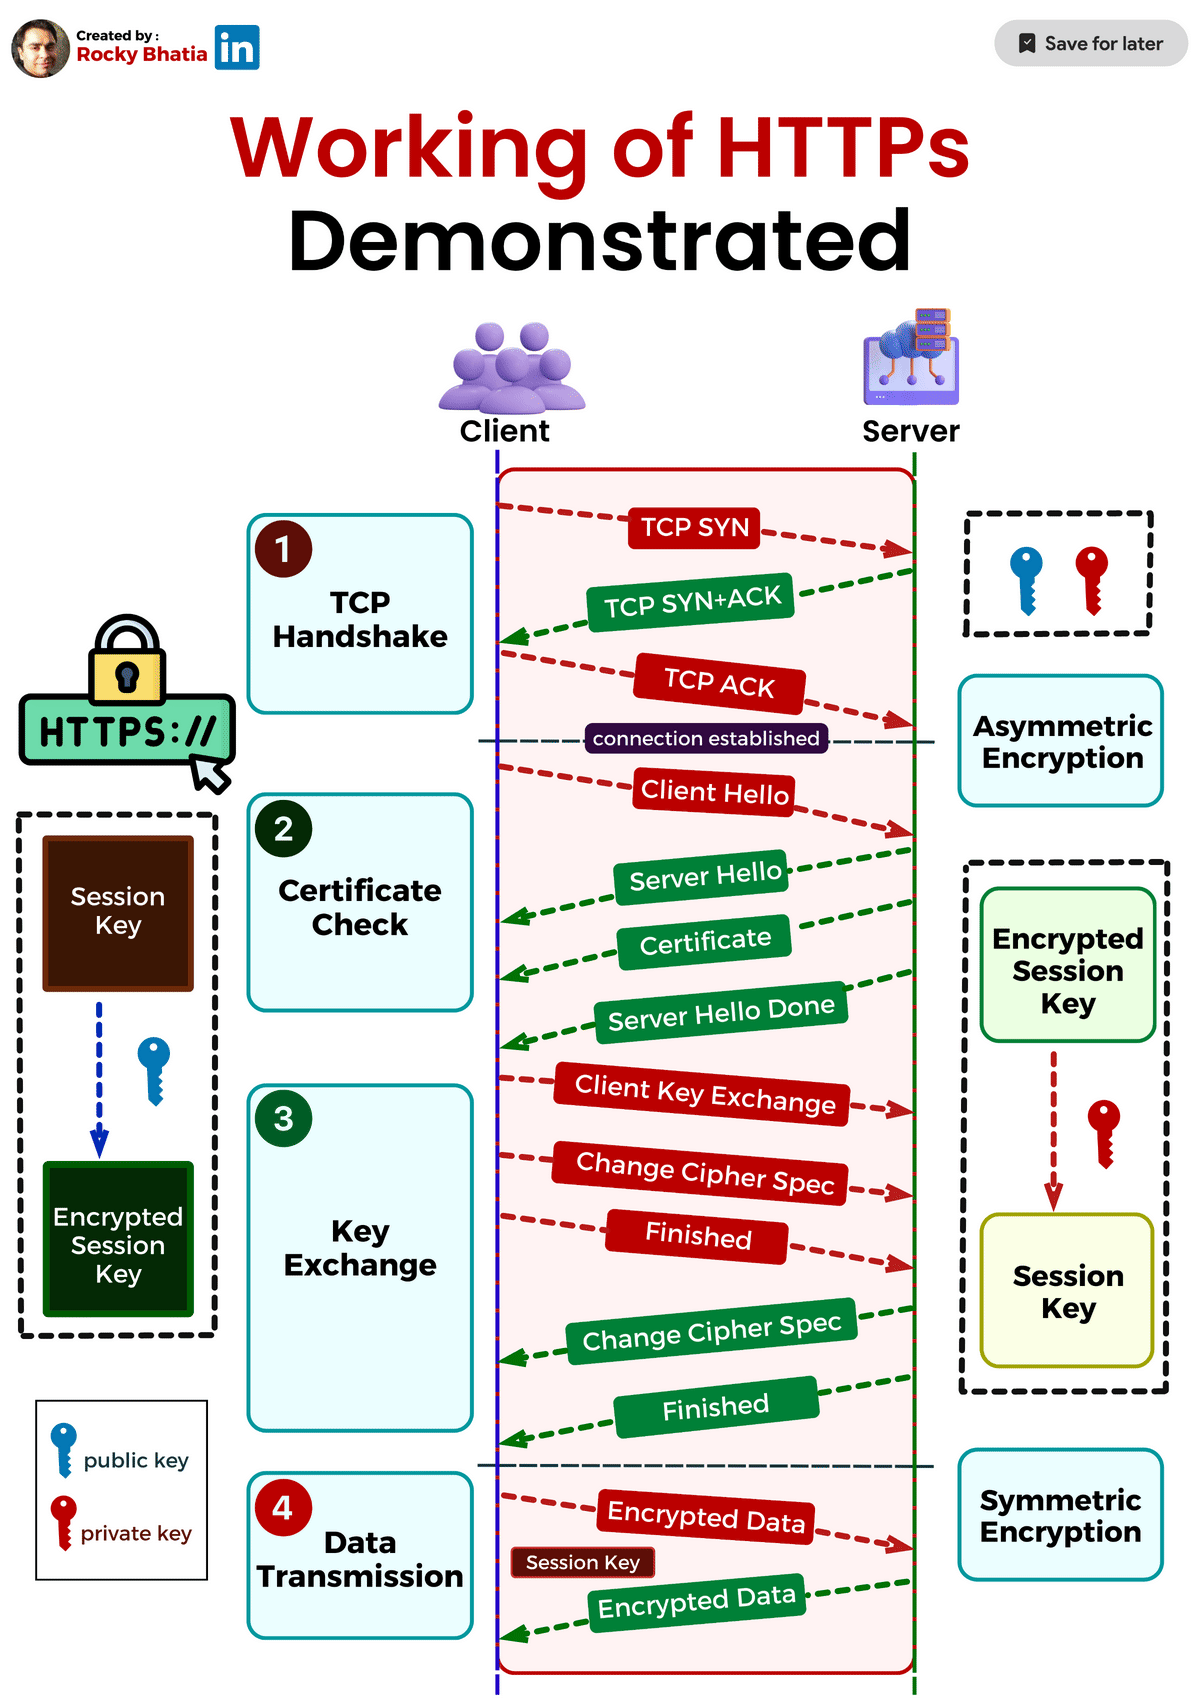 Created by :
Rocky Bhatia
in
Save for later
Working of HTTPs
Demonstrated
Client
Server
1
TCP
Handshake
TCP SYN
TCP SYN+ACK
TCP ACK
connection established
HTTPS://
Asymmetric
Encryption
2
Certificate
Check
Client Hello
Server Hello
Certificate
Server Hello Done
Session
Key
Encrypted
Session
Key
Encrypted
Session
Key
Session
Key
3
Key
Exchange
Client Key Exchange
Change Cipher Spec
Finished
Change Cipher Spec
Finished
public key
private key
4
Data
Transmission
Encrypted Data
Session Key
Encrypted Data
Symmetric
Encryption